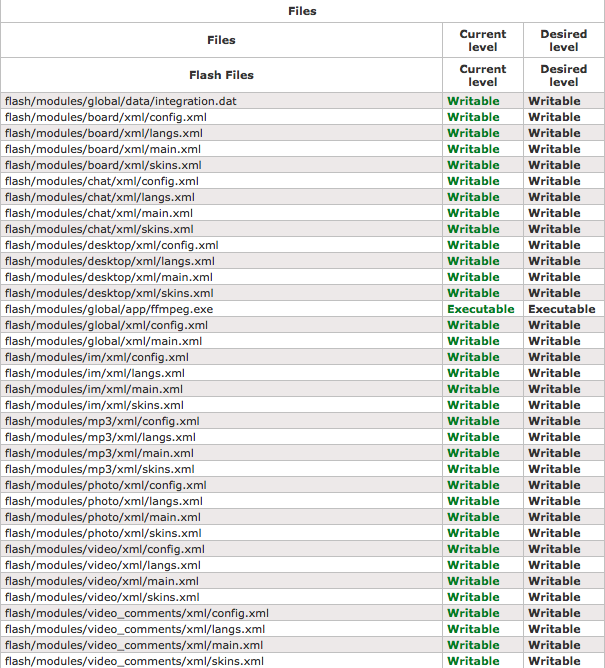 Files
Files Current level Desired level
Flash Files Current level Desired level
flash/modules/global/data/integration.dat Writable Writable
flash/modules/board/xml/config.xml Writable Writable
flash/modules/board/xml/langs.xml Writable Writable
flash/modules/board/xml/main.xml Writable Writable
flash/modules/board/xml/skins.xml Writable Writable
flash/modules/chat/xml/config.xml Writable Writable
flash/modules/chat/xml/langs.xml Writable Writable
flash/modules/chat/xml/main.xml Writable Writable
flash/modules/chat/xml/skins.xml Writable Writable
flash/modules/desktop/xml/config.xml Writable Writable
flash/modules/desktop/xml/langs.xml Writable Writable
flash/modules/desktop/xml/main.xml Writable Writable
flash/modules/desktop/xml/skins.xml Writable Writable
flash/modules/global/app/ffmpeg.exe Executable Executable
flash/modules/global/xml/config.xml Writable Writable
flash/modules/global/xml/main.xml Writable Writable
flash/modules/im/xml/config.xml Writable Writable
flash/modules/im/xml/langs.xml Writable Writable
flash/modules/im/xml/main.xml Writable Writable
flash/modules/im/xml/skins.xml Writable Writable
flash/modules/mp3/xml/config.xml Writable Writable
flash/modules/mp3/xml/langs.xml Writable Writable
flash/modules/mp3/xml/main.xml Writable Writable
flash/modules/mp3/xml/skins.xml Writable Writable
flash/modules/photo/xml/config.xml Writable Writable
flash/modules/photo/xml/langs.xml Writable Writable
flash/modules/photo/xml/main.xml Writable Writable
flash/modules/photo/xml/skins.xml Writable Writable
flash/modules/video/xml/config.xml Writable Writable
flash/modules/video/xml/langs.xml Writable Writable
flash/modules/video/xml/main.xml Writable Writable
flash/modules/video/xml/skins.xml Writable Writable
flash/modules/video_comments/xml/config.xml Writable Writable
flash/modules/video_comments/xml/langs.xml Writable Writable
flash/modules/video_comments/xml/main.xml Writable Writable
flash/modules/video_comments/xml/skins.xml Writable Writable